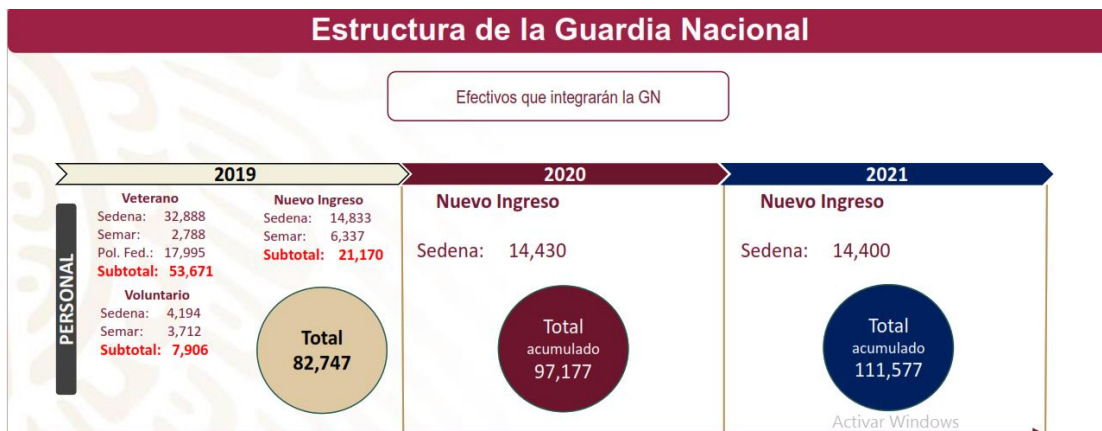 Estructura de la Guardia Nacional
Efectivos que integrarán la GN
2019
2020
2021
PERSONAL
Veterano
Sedena: 32,888
Semar: 2,788
Pol. Fed.: 17,995
Subtotal: 53,671
Voluntario
Sedena: 4,194
Semar: 3,712
Subtotal: 7,906
Nuevo Ingreso
Sedena: 14,833
Semar: 6,337
Subtotal: 21,170
Total
82,747
Nuevo Ingreso
Sedena: 14,430
Total
acumulado
97,177
Nuevo Ingreso
Sedena: 14,400
Total
acumulado
111,577
Activar Windows